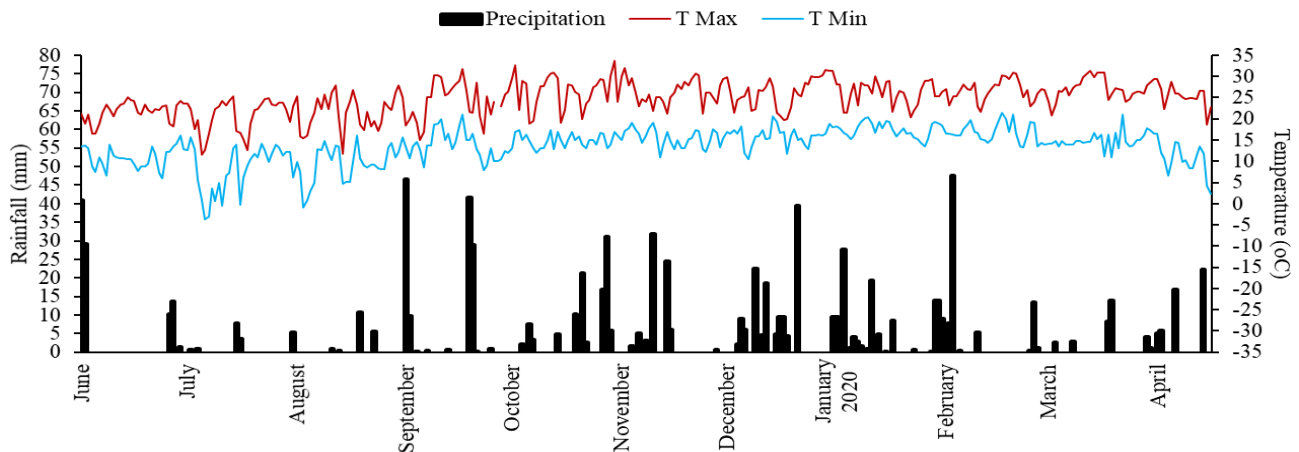 Precipitation T Max T Min
Rainfall (mm)
80
75
70
65
60
55
50
45
40
35
30
25
20
15
10
5
0
35
30
25
20
15
10
5
0
-5
-10
-15
-20
-25
-30
-35
Temperature (oC)
June
July
August
September
October
November
December
January
2020
February
March
April